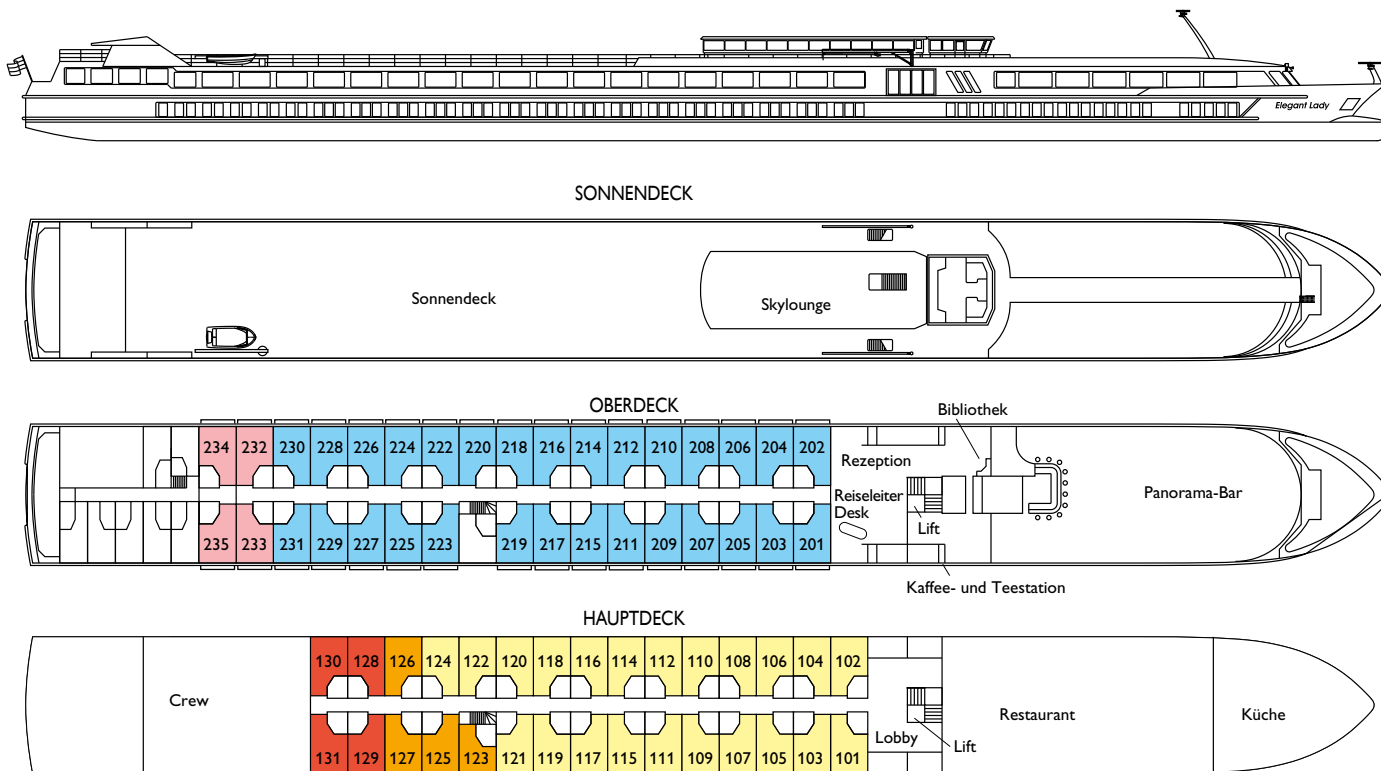 Elegant Lady
SONNENDECK
Sonnendeck
Skylounge
OBERDECK
Bibliothek
234 232 230 228 226 224 222 220 218 216 214 212 210 208 206 204 202
Rezeption
Reiseleiter
Desk
Panorama-Bar
Lift
235 233 231 229 227 225 223 219 217 215 211 209 207 205 203 201
Kaffee- und Teestation
HAUPTDECK
130 128 126 124 122 120 118 116 114 112 110 108 106 104 102
Crew
Restaurant
Küche
Lobby
Lift
131 129 127 125 123 121 119 117 115 111 109 107 105 103 101